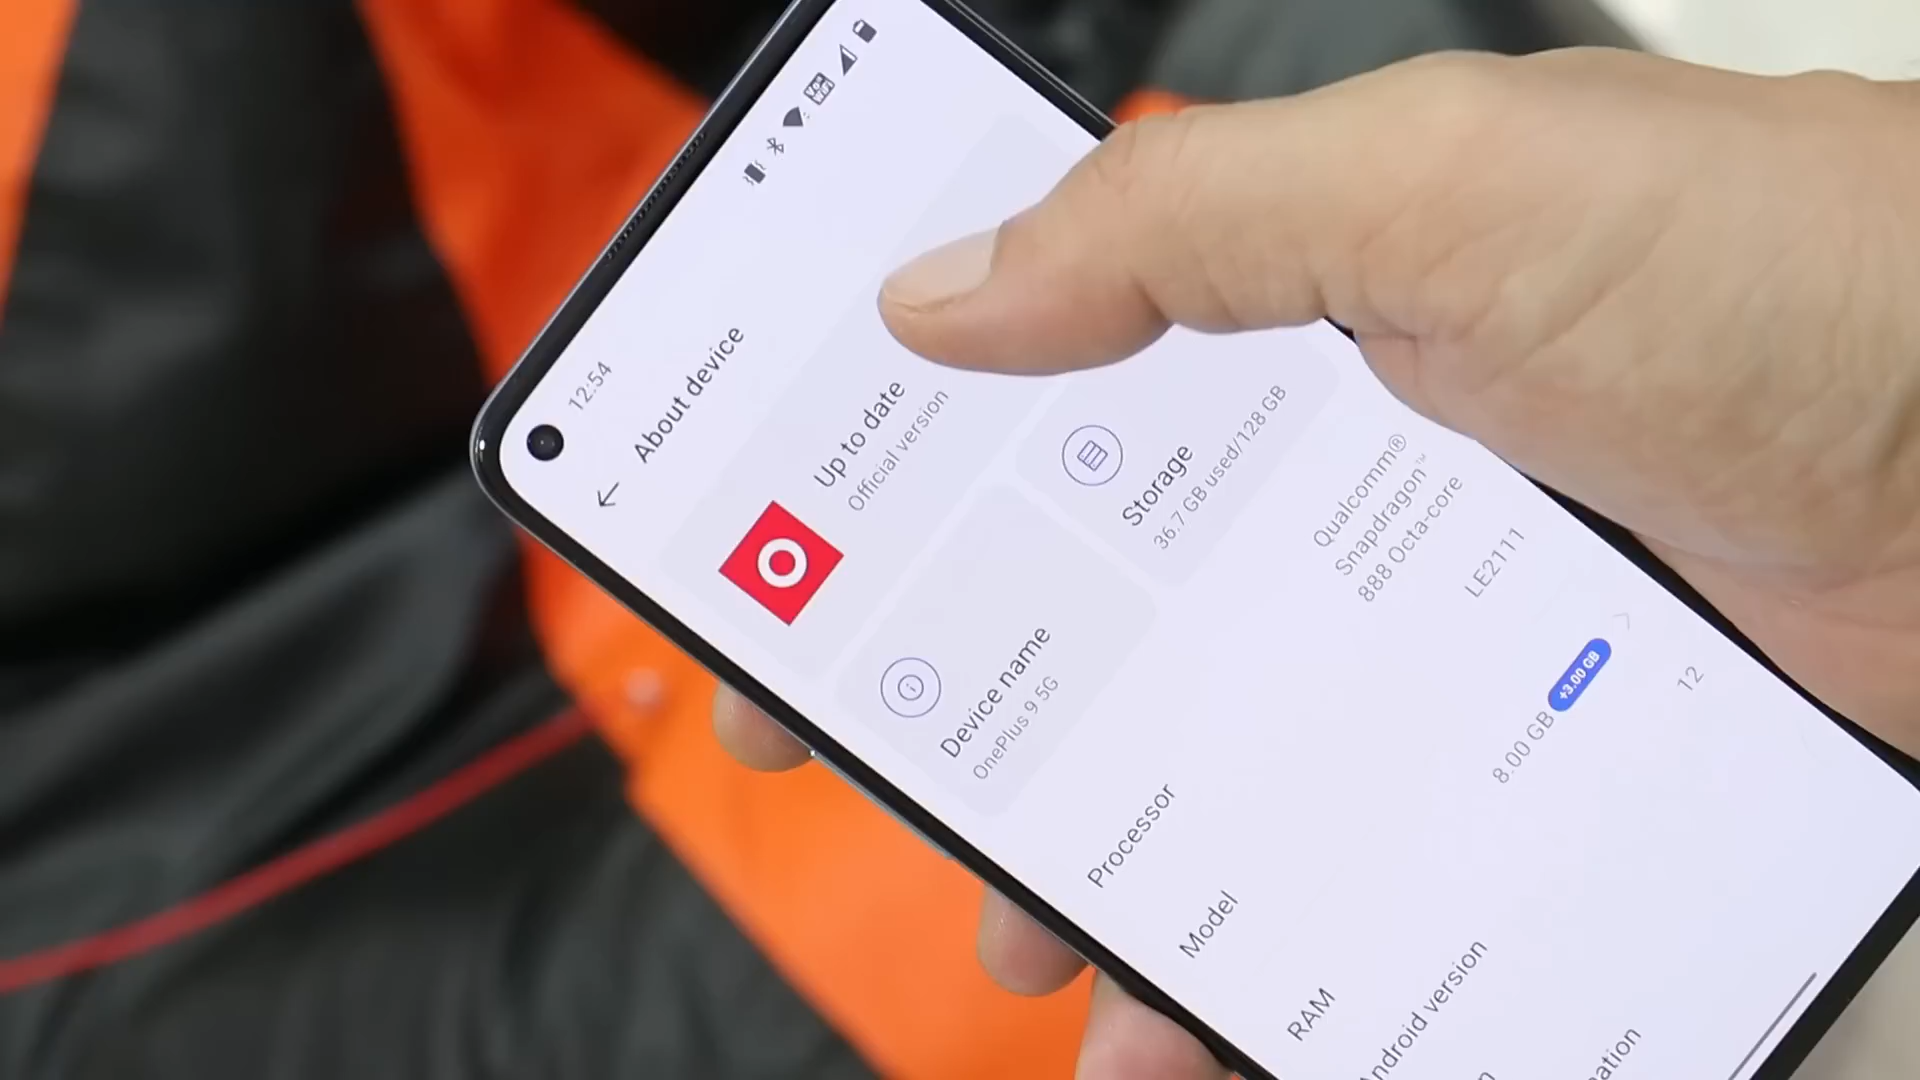 12:54
Vo
WiFi
About device
Up to date
Official version
Device name
OnePlus 9 5G
Storage
36.7 GB used/128 GB
Processor
Qualcomm®
Snapdragon™
888 Octa-core
Model
LE2111
RAM
8.00 GB
+3.00 GB
Android version
12